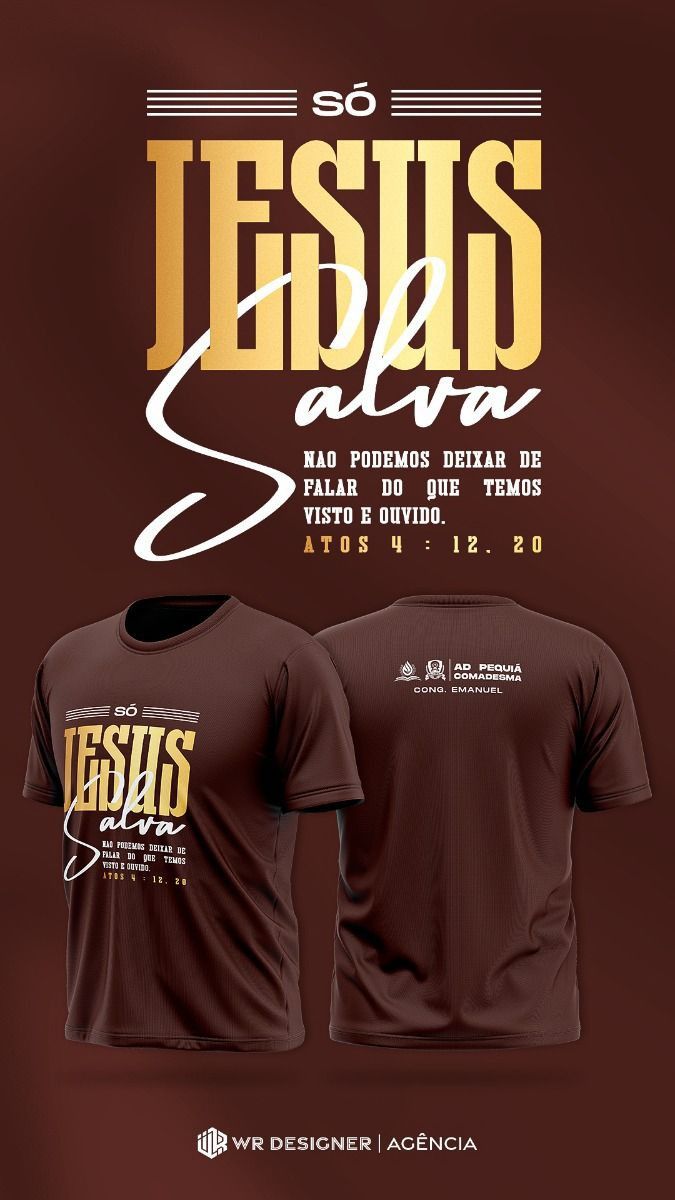 SÓ
JESUS
Salva
NAO PODEMOS DEIXAR DE
FALAR DO QUE TEMOS
VISTO E OUVIDO.
ATOS 4 : 12. 20
SÓ
JESUS
Salva
NAO PODEMOS DEIXAR DE
FALAR DO QUE TEMOS
VISTO E OUVIDO.
ATOS 4 : 12. 20
AD PEQUIÁ
COMADESMA
CONG. EMANUEL
WR DESIGNER | AGÊNCIA